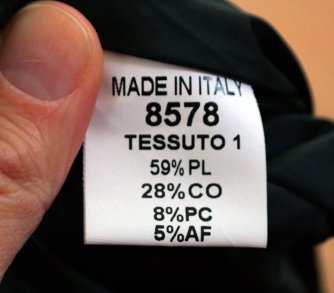 MADE IN ITALY
8578
TESSUTO 1
59% PL
28% CO
8%PC
5%AF